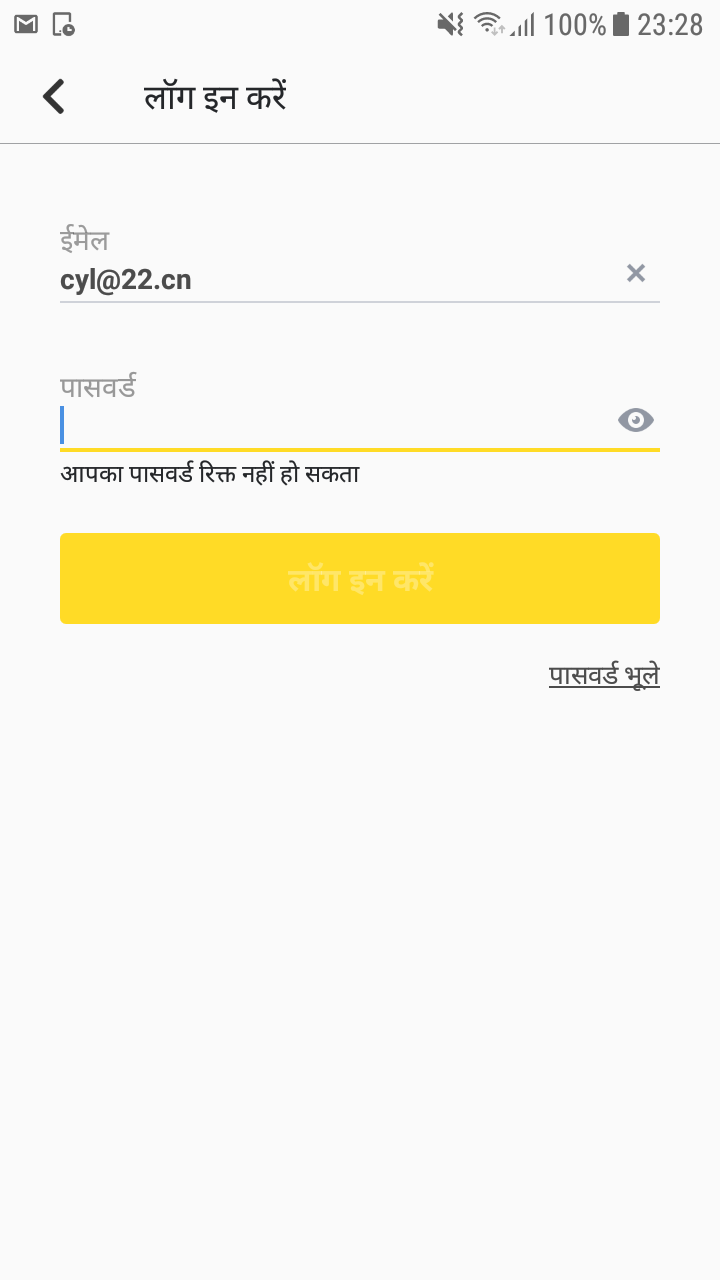 100% 23:28
लॉग इन करें
ईमेल
cyl@22.cn
पासवर्ड
आपका पासवर्ड रिक्त नहीं हो सकता
लॉग इन करें
पासवर्ड भूले